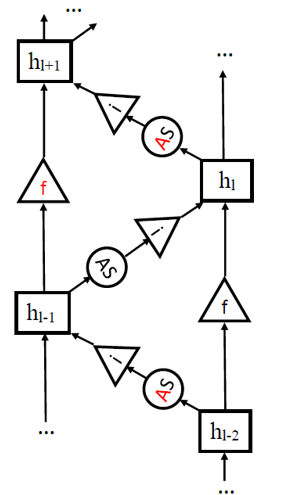 ...
h_{l+1}
...
i
AS
f
h_l
i
AS
h_{l-1}
f
i
AS
...
h_{l-2}
...